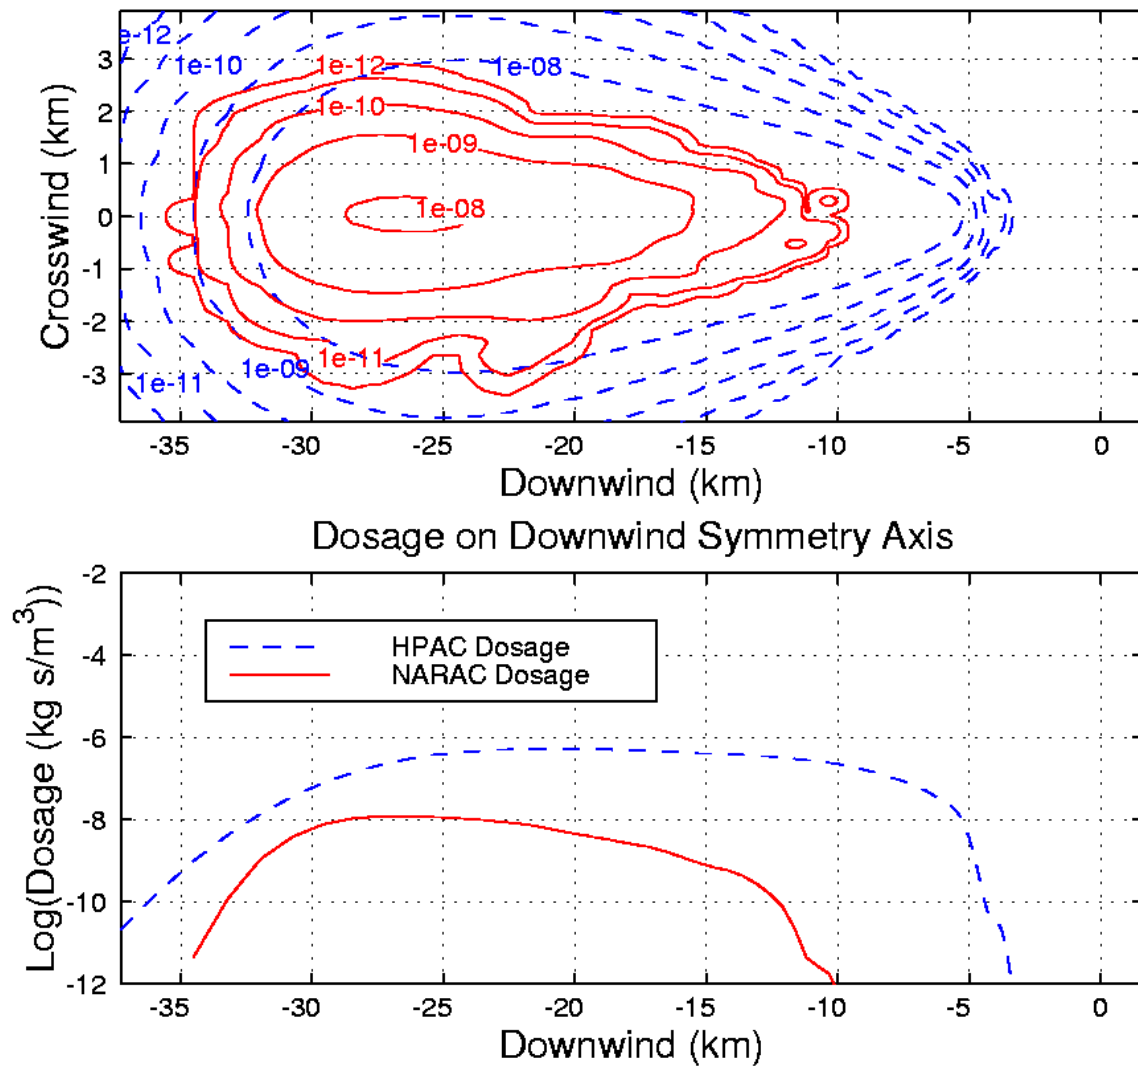 e-12
3
1e-10
1e-12
1e-08
2
1e-10
1
1e-09
0
1e-08
-1
-2
1e-09
1e-11
-3
1e-11
Crosswind (km)
-35 -30 -25 -20 -15 -10 -5 0
Downwind (km)
Dosage on Downwind Symmetry Axis
-2
-4
HPAC Dosage
NARAC Dosage
-6
-8
-10
-12
Log(Dosage (kg s/m³))
-35 -30 -25 -20 -15 -10 -5 0
Downwind (km)